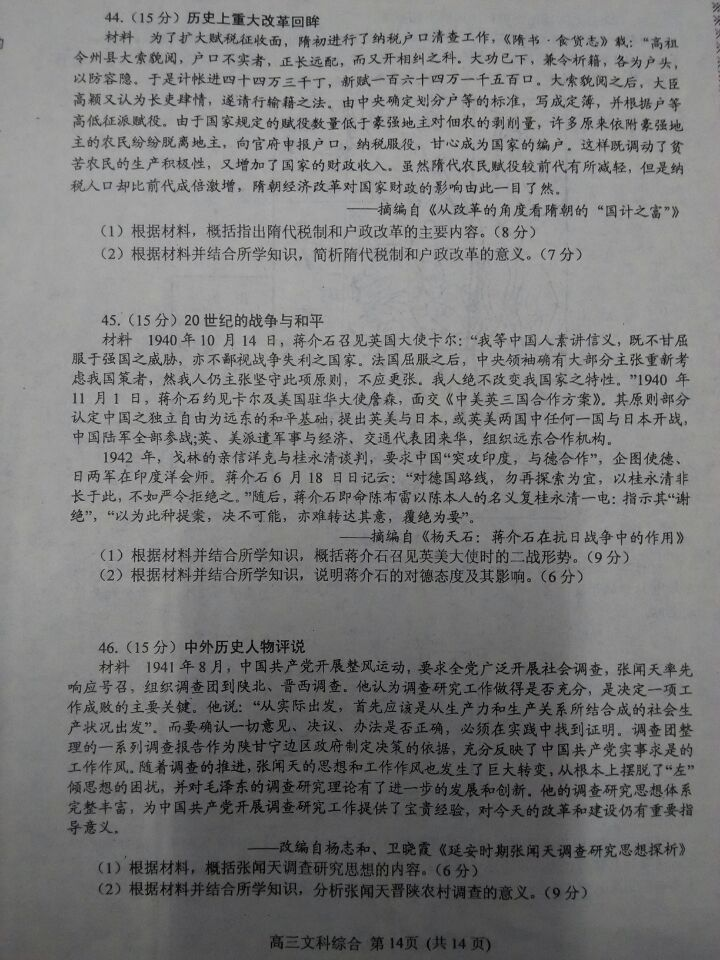 44.（15 分）历史上重大改革回眸
材料　为了扩大赋税征收面，隋初进行了纳税户口清查工作，《隋书·食货志》载：“高祖
令州县大索貌阅，户口不实者，正长远配，而又开相纠之科。大功已下，兼令析籍，各为户头，
以防容隐。于是计帐进四十四万三千丁，新赋一百六十四万一千五百口。大索貌阅之后，大臣
高颎又认为长吏肆情，遂请行输籍之法。由中央确定划分户等的标准，写成定簿，并根据户等
高低征派赋役。由于国家规定的赋役数量低于豪强地主对佃农的剥削量，许多原来依附豪强地
主的农民纷纷脱离地主，向官府申报户口，纳税服役，甘心成为国家的编户。这样既调动了贫
苦农民的生产积极性，又增加了国家的财政收入。虽然隋代农民赋役较前代有所减轻，但是纳
税人口却比前代成倍激增，隋朝经济改革对国家财政的影响由此一目了然。
——摘编自《从改革的角度看隋朝的“国计之富”》
（1）根据材料，概括指出隋代税制和户政改革的主要内容。（8 分）
（2）根据材料并结合所学知识，简析隋代税制和户政改革的意义。（7 分）
45.（15 分）20 世纪的战争与和平
材料　1940 年 10 月 14 日，蒋介石召见英国大使卡尔：“我等中国人素讲信义，既不甘屈
服于强国之威胁，亦不鄙视战争失利之国家。法国屈服之后，中央领袖确有大部分主张重新考
虑我国策者，然我人仍主张坚守此项原则，不应更张。我人绝不改变我国家之特性。”1940 年
11 月 1 日，蒋介石约见卡尔及美国驻华大使詹森，面交《中美英三国合作方案》。其原则部分
认定中国之独立自由为远东的和平基础，提出英美与日本，或英美两国中任何一国与日本开战，
中国陆军全部参战；英、美派遣军事与经济、交通代表团来华，组织远东合作机构。
1942 年，戈林的亲信洋克与桂永清谈判，要求中国“突攻印度，与德合作”，企图使德、
日两军在印度洋会师。蒋介石 6 月 18 日日记云：“对德国路线，勿再探索为宜，以桂永清非
长于此，不如严令拒绝之。”随后，蒋介石即命陈布雷以陈本人的名义复桂永清一电：指示其“谢
绝”，“以为此种提案，决不可能，亦难转达其意，覆绝为要”。
——摘编自《杨天石：蒋介石在抗日战争中的作用》
（1）根据材料并结合所学知识，概括蒋介石召见英美大使时的二战形势。（9 分）
（2）根据材料并结合所学知识，说明蒋介石的对德态度及其影响。（6 分）
46.（15 分）中外历史人物评说
材料　1941 年 8 月，中国共产党开展整风运动，要求全党广泛开展社会调查，张闻天率先
响应号召，组织调查团到陕北、晋西调查。他认为调查研究工作做得是否充分，是决定一项工
作成败的主要关键。他说：“从实际出发，首先应该是从生产力和生产关系所结合成的社会生
产状况出发”。而要确认一切意见、决议、办法是否正确，必须在实践中找到证明。调查团整
理的一系列调查报告作为陕甘宁边区政府制定决策的依据，充分反映了中国共产党实事求是的
工作作风。随着调查的推进，张闻天的思想和工作作风也发生了巨大转变，从根本上摆脱了“左”
倾思想的困扰，并对毛泽东的调查研究理论有了进一步的发展和创新。他的调查研究思想体系
完整丰富，为中国共产党开展调查研究工作提供了宝贵经验，对今天的改革和建设仍有重要指
导意义。
——改编自杨志和、卫晓霞《延安时期张闻天调查研究思想探析》
（1）根据材料，概括张闻天调查研究思想的内容。（6 分）
（2）根据材料并结合所学知识，分析张闻天晋陕农村调查的意义。（9 分）
高三文科综合　第 14页（共 14 页）